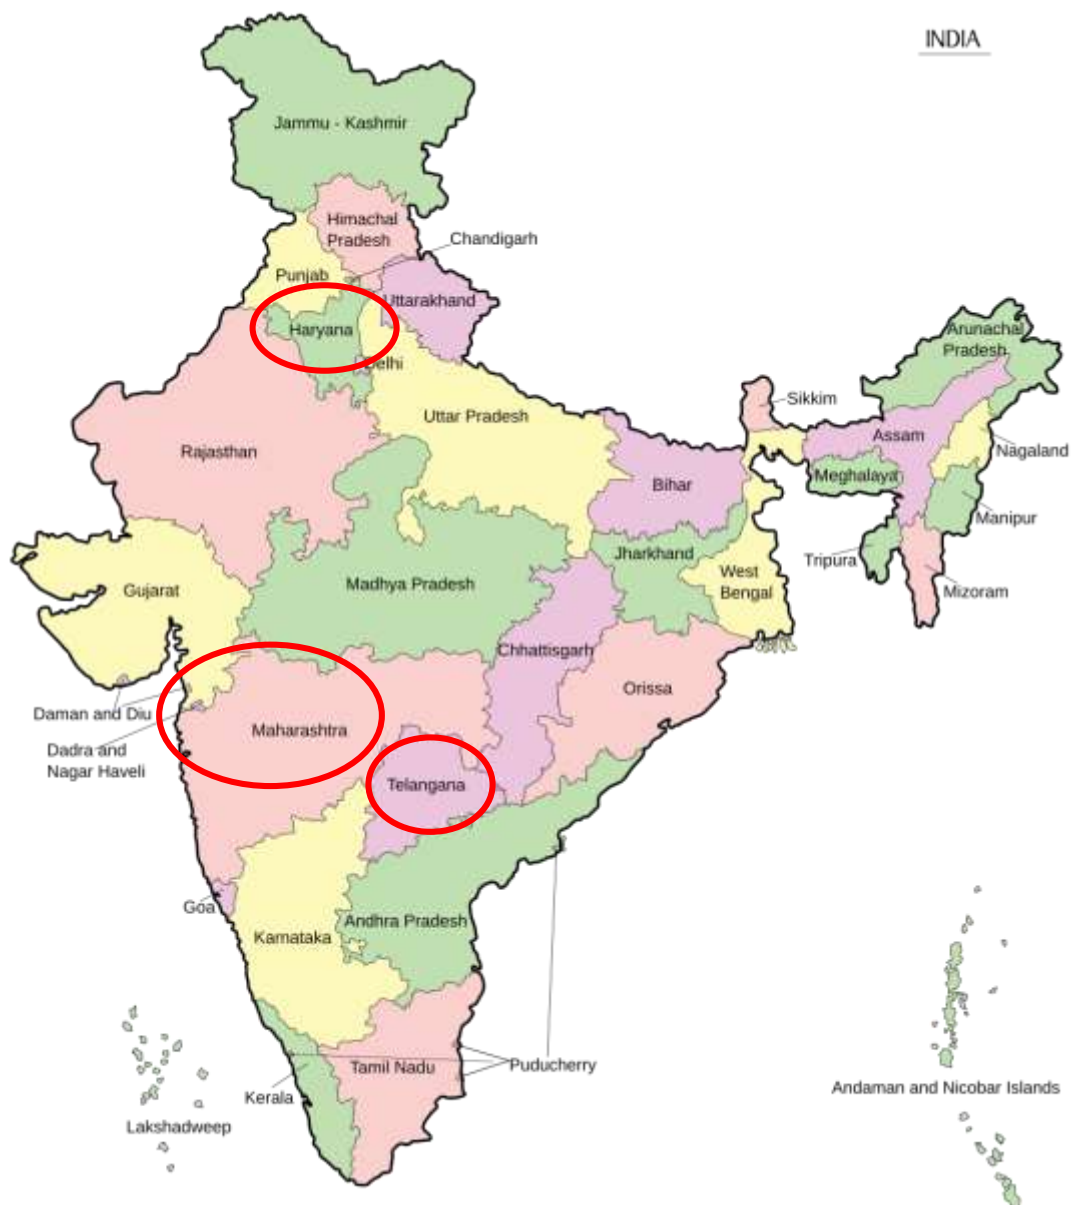 INDIA
Jammu - Kashmir
Himachal
Pradesh
Chandigarh
Punjab
Uttarakhand
Haryana
Delhi
Arunachal
Pradesh
Sikkim
Uttar Pradesh
Assam
Nagaland
Rajasthan
Meghalaya
Bihar
Manipur
Jharkhand
Tripura
West
Bengal
Mizoram
Gujarat
Madhya Pradesh
Chhattisgarh
Orissa
Daman and Diu
Maharashtra
Dadra and
Nagar Haveli
Telangana
Goa
Andhra Pradesh
Karnataka
Puducherry
Tamil Nadu
Kerala
Andaman and Nicobar Islands
Lakshadweep